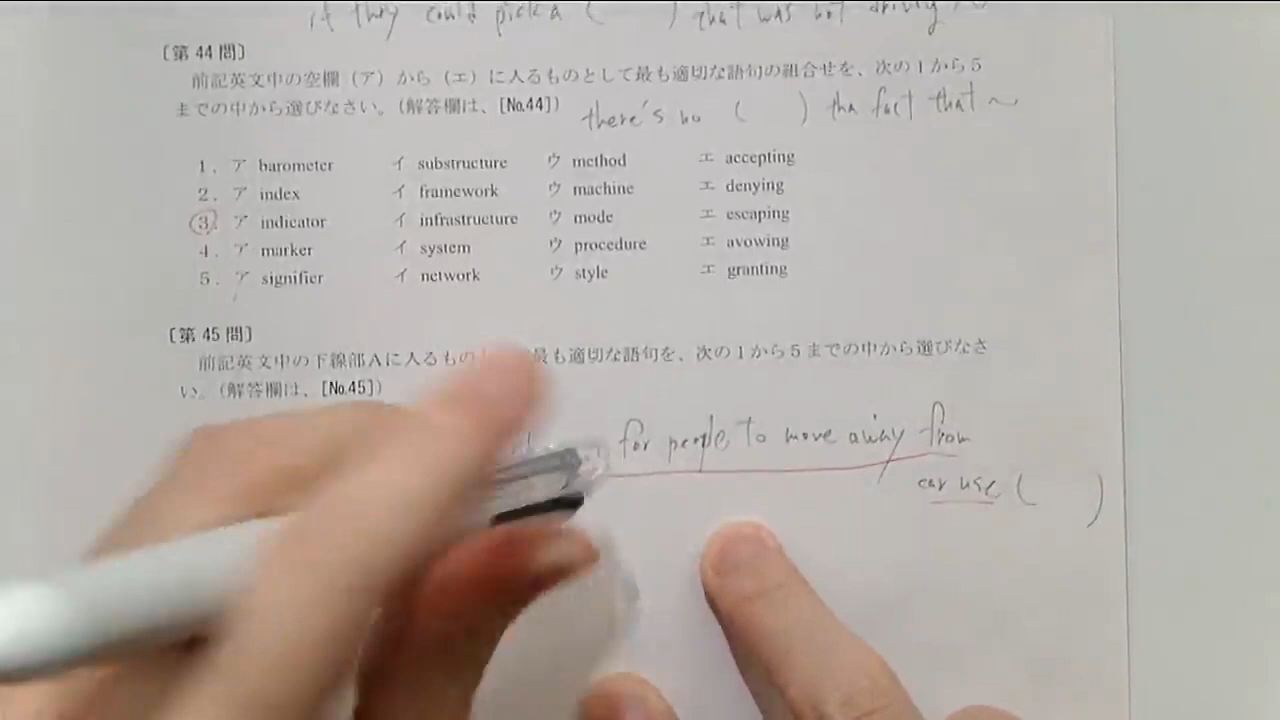 if they could pick a (     ) that was not driving
〔第 44 問〕
前記英文中の空欄（ア）から（エ）に入るものとして最も適切な語句の組合せを、次の１から５
までの中から選びなさい。（解答欄は、[No.44]）
there's no (     ) tha fact that ～
１．ア barometer イ substructure ウ method エ accepting
２．ア index イ framework ウ machine エ denying
３．ア indicator イ infrastructure ウ mode エ escaping
４．ア marker イ system ウ procedure エ avowing
５．ア signifier イ network ウ style エ granting
〔第 45 問〕
前記英文中の下線部Ａに入るもの 最も適切な語句を、次の１から５までの中から選びなさ
い。（解答欄は、[No.45]）
for people to move away from
car use (     )